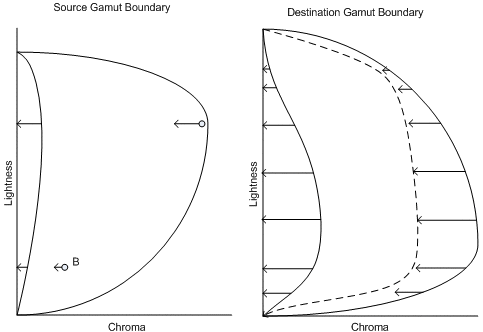 Source Gamut Boundary
Destination Gamut Boundary
Lightness
B
Chroma
Lightness
Chroma